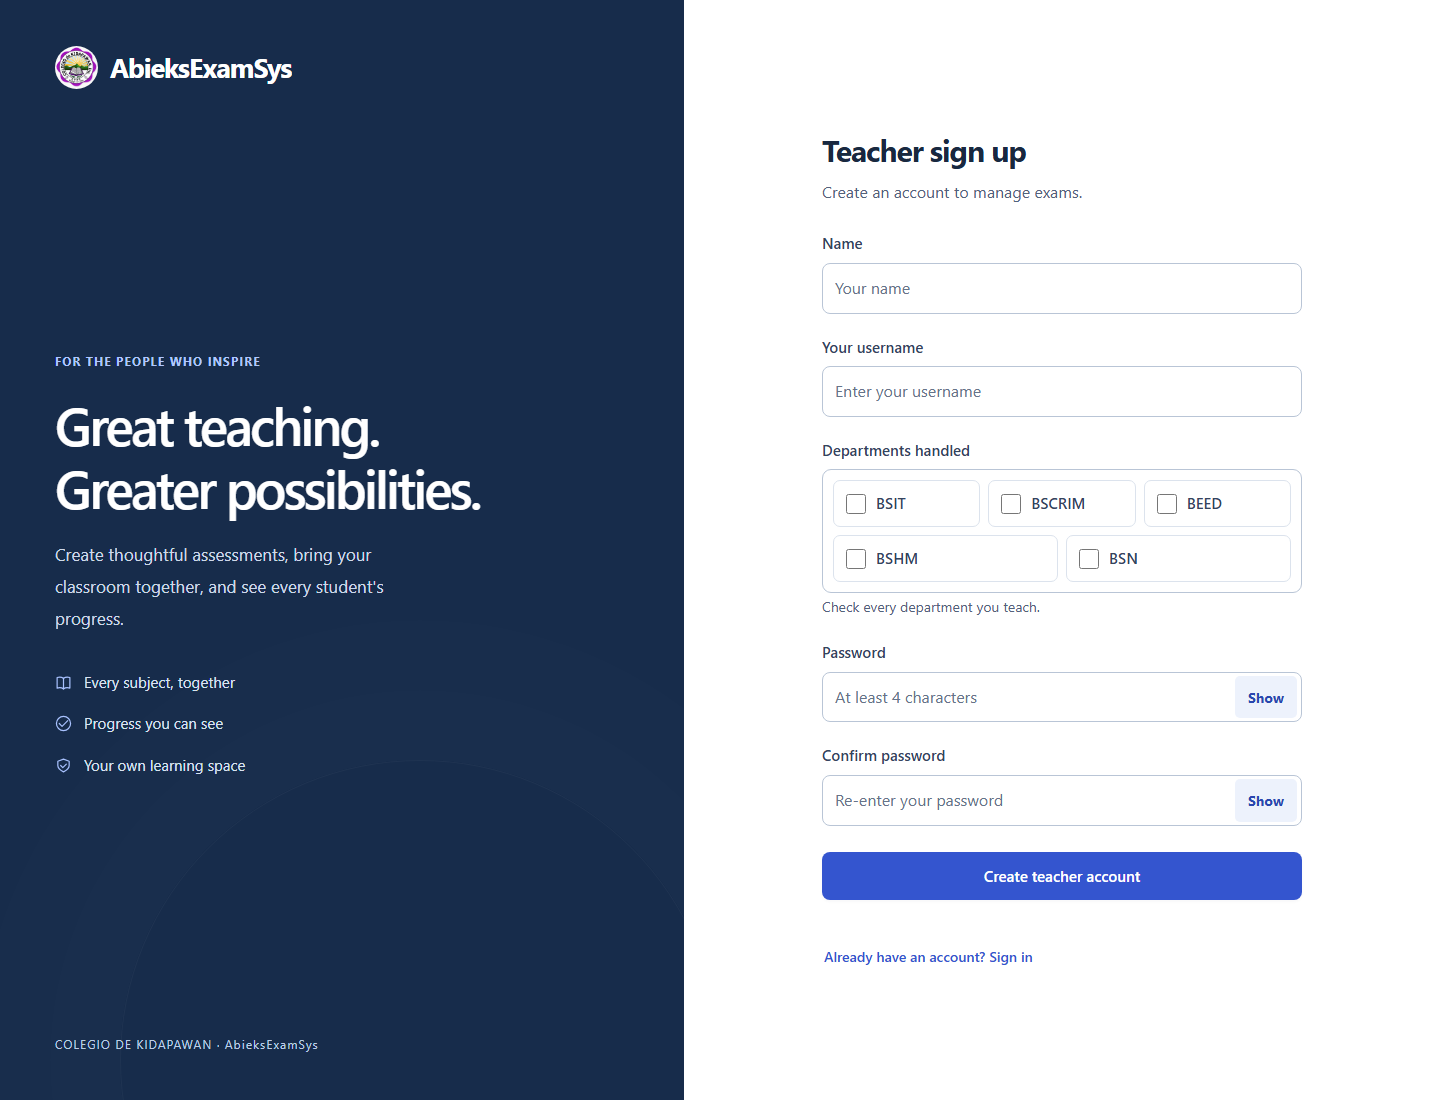 AbieksExamSys
FOR THE PEOPLE WHO INSPIRE
Great teaching.
Greater possibilities.
Create thoughtful assessments, bring your
classroom together, and see every student's
progress.
Every subject, together
Progress you can see
Your own learning space
COLEGIO DE KIDAPAWAN · AbieksExamSys
Teacher sign up
Create an account to manage exams.
Name
Your name
Your username
Enter your username
Departments handled
BSIT
BSCRIM
BEED
BSHM
BSN
Check every department you teach.
Password
At least 4 characters
Show
Confirm password
Re-enter your password
Show
Create teacher account
Already have an account? Sign in